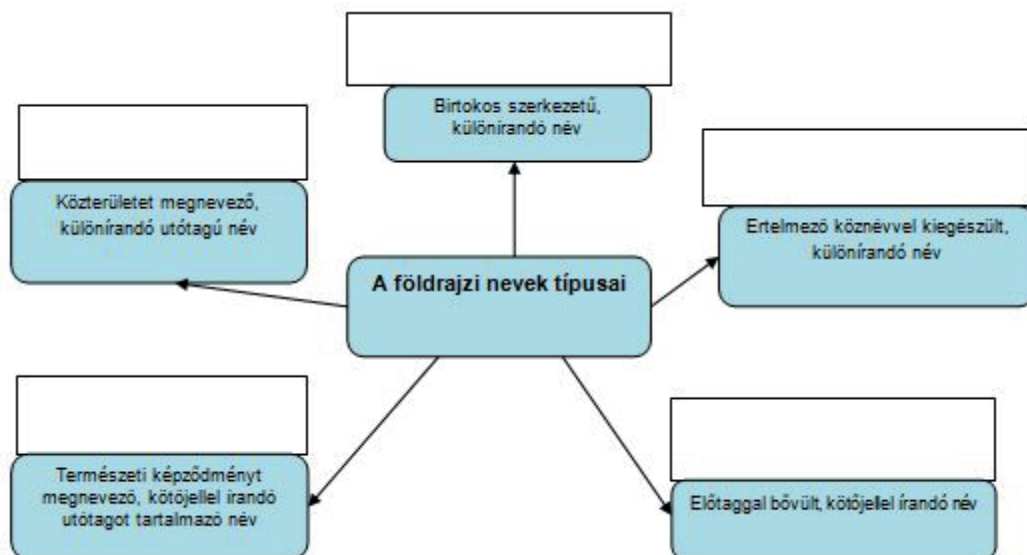 Birtokos szerkezetű,
különírandó név
Közterületet megnevező,
különírandó utótagú név
Ertelmező köznévvel kiegészült,
különírandó név
A földrajzi nevek típusai
Természeti képződményt
megnevező, kötőjellel írandó
utótagot tartalmazó név
Előtaggal bővült, kötőjellel írandó név